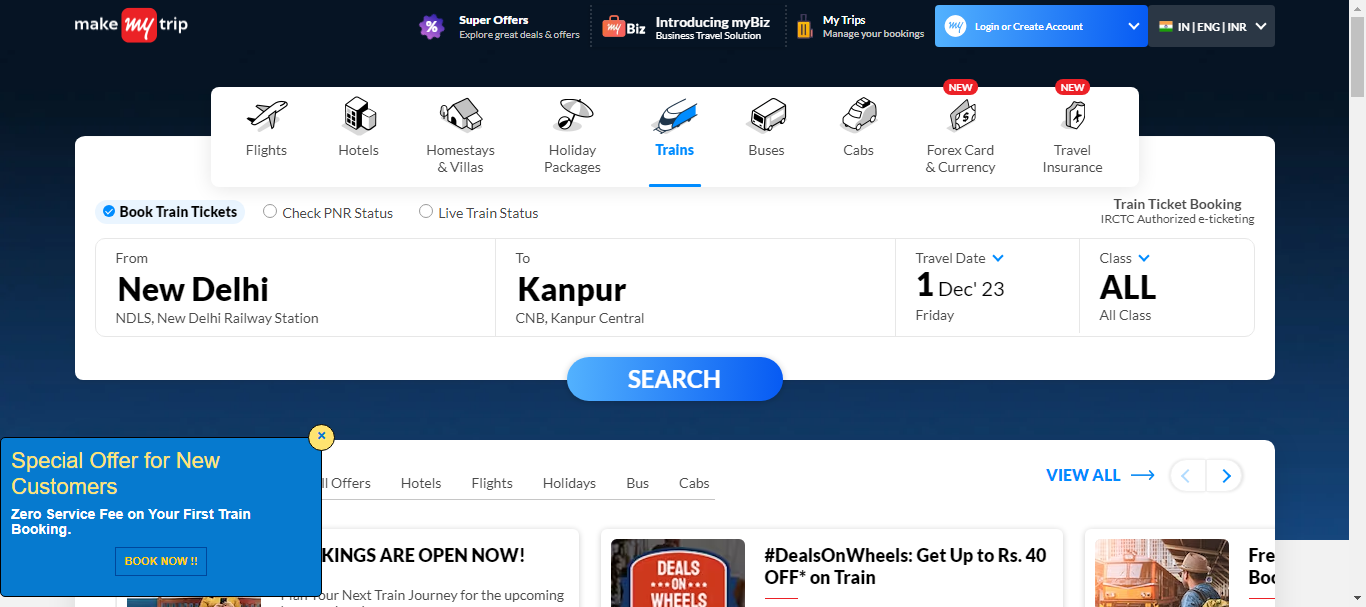 make my trip
Super Offers
Explore great deals & offers
my Biz
Introducing myBiz
Business Travel Solution
My Trips
Manage your bookings
my
Login or Create Account
IN | ENG | INR
Flights
Hotels
Homestays
& Villas
Holiday
Packages
Trains
Buses
Cabs
NEW
Forex Card
& Currency
NEW
Travel
Insurance
Book Train Tickets
Check PNR Status
Live Train Status
Train Ticket Booking
IRCTC Authorized e-ticketing
From
New Delhi
NDLS, New Delhi Railway Station
To
Kanpur
CNB, Kanpur Central
Travel Date
1 Dec' 23
Friday
Class
ALL
All Class
SEARCH
×
Special Offer for New
Customers
Zero Service Fee on Your First Train
Booking.
BOOK NOW !!
ll Offers
Hotels
Flights
Holidays
Bus
Cabs
VIEW ALL
KINGS ARE OPEN NOW!
Plan Your Next Train Journey for the upcoming
DEALS
ON
WHEELS
#DealsOnWheels: Get Up to Rs. 40
OFF* on Train
Fre
Boo